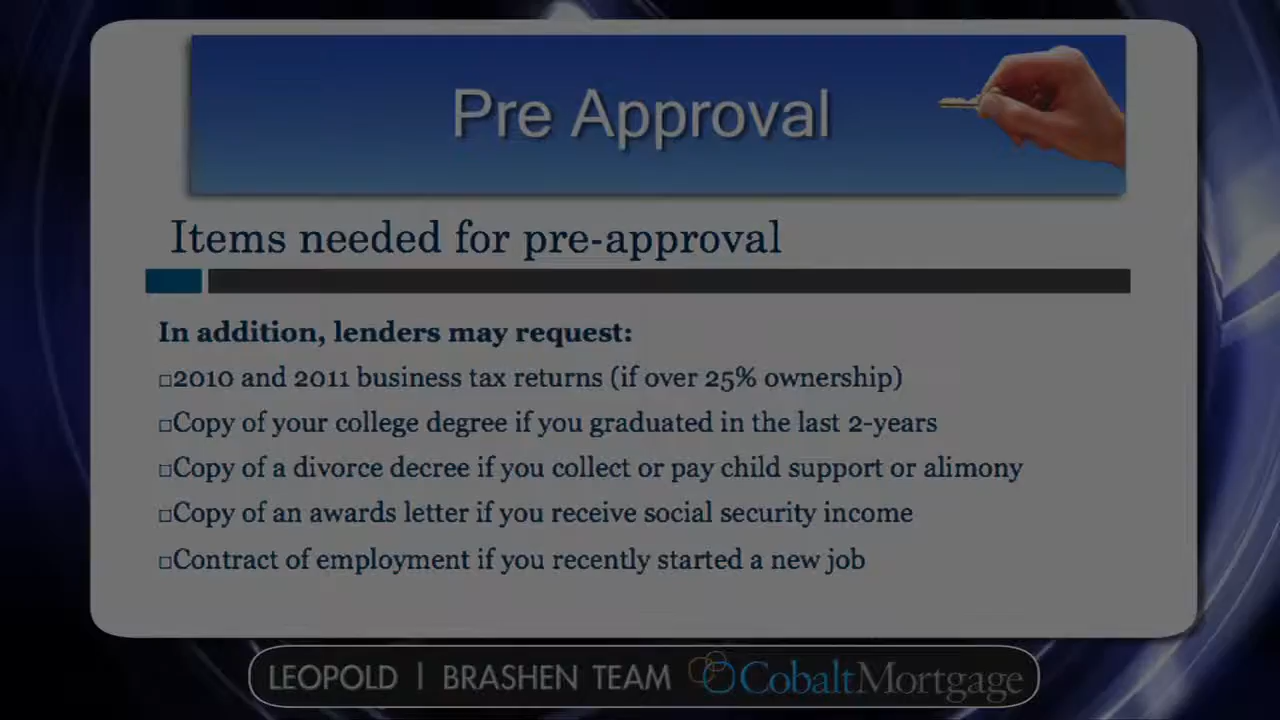 Pre Approval
Items needed for pre-approval
In addition, lenders may request:
□2010 and 2011 business tax returns (if over 25% ownership)
□Copy of your college degree if you graduated in the last 2-years
□Copy of a divorce decree if you collect or pay child support or alimony
□Copy of an awards letter if you receive social security income
□Contract of employment if you recently started a new job
LEOPOLD | BRASHEN TEAM CobaltMortgage